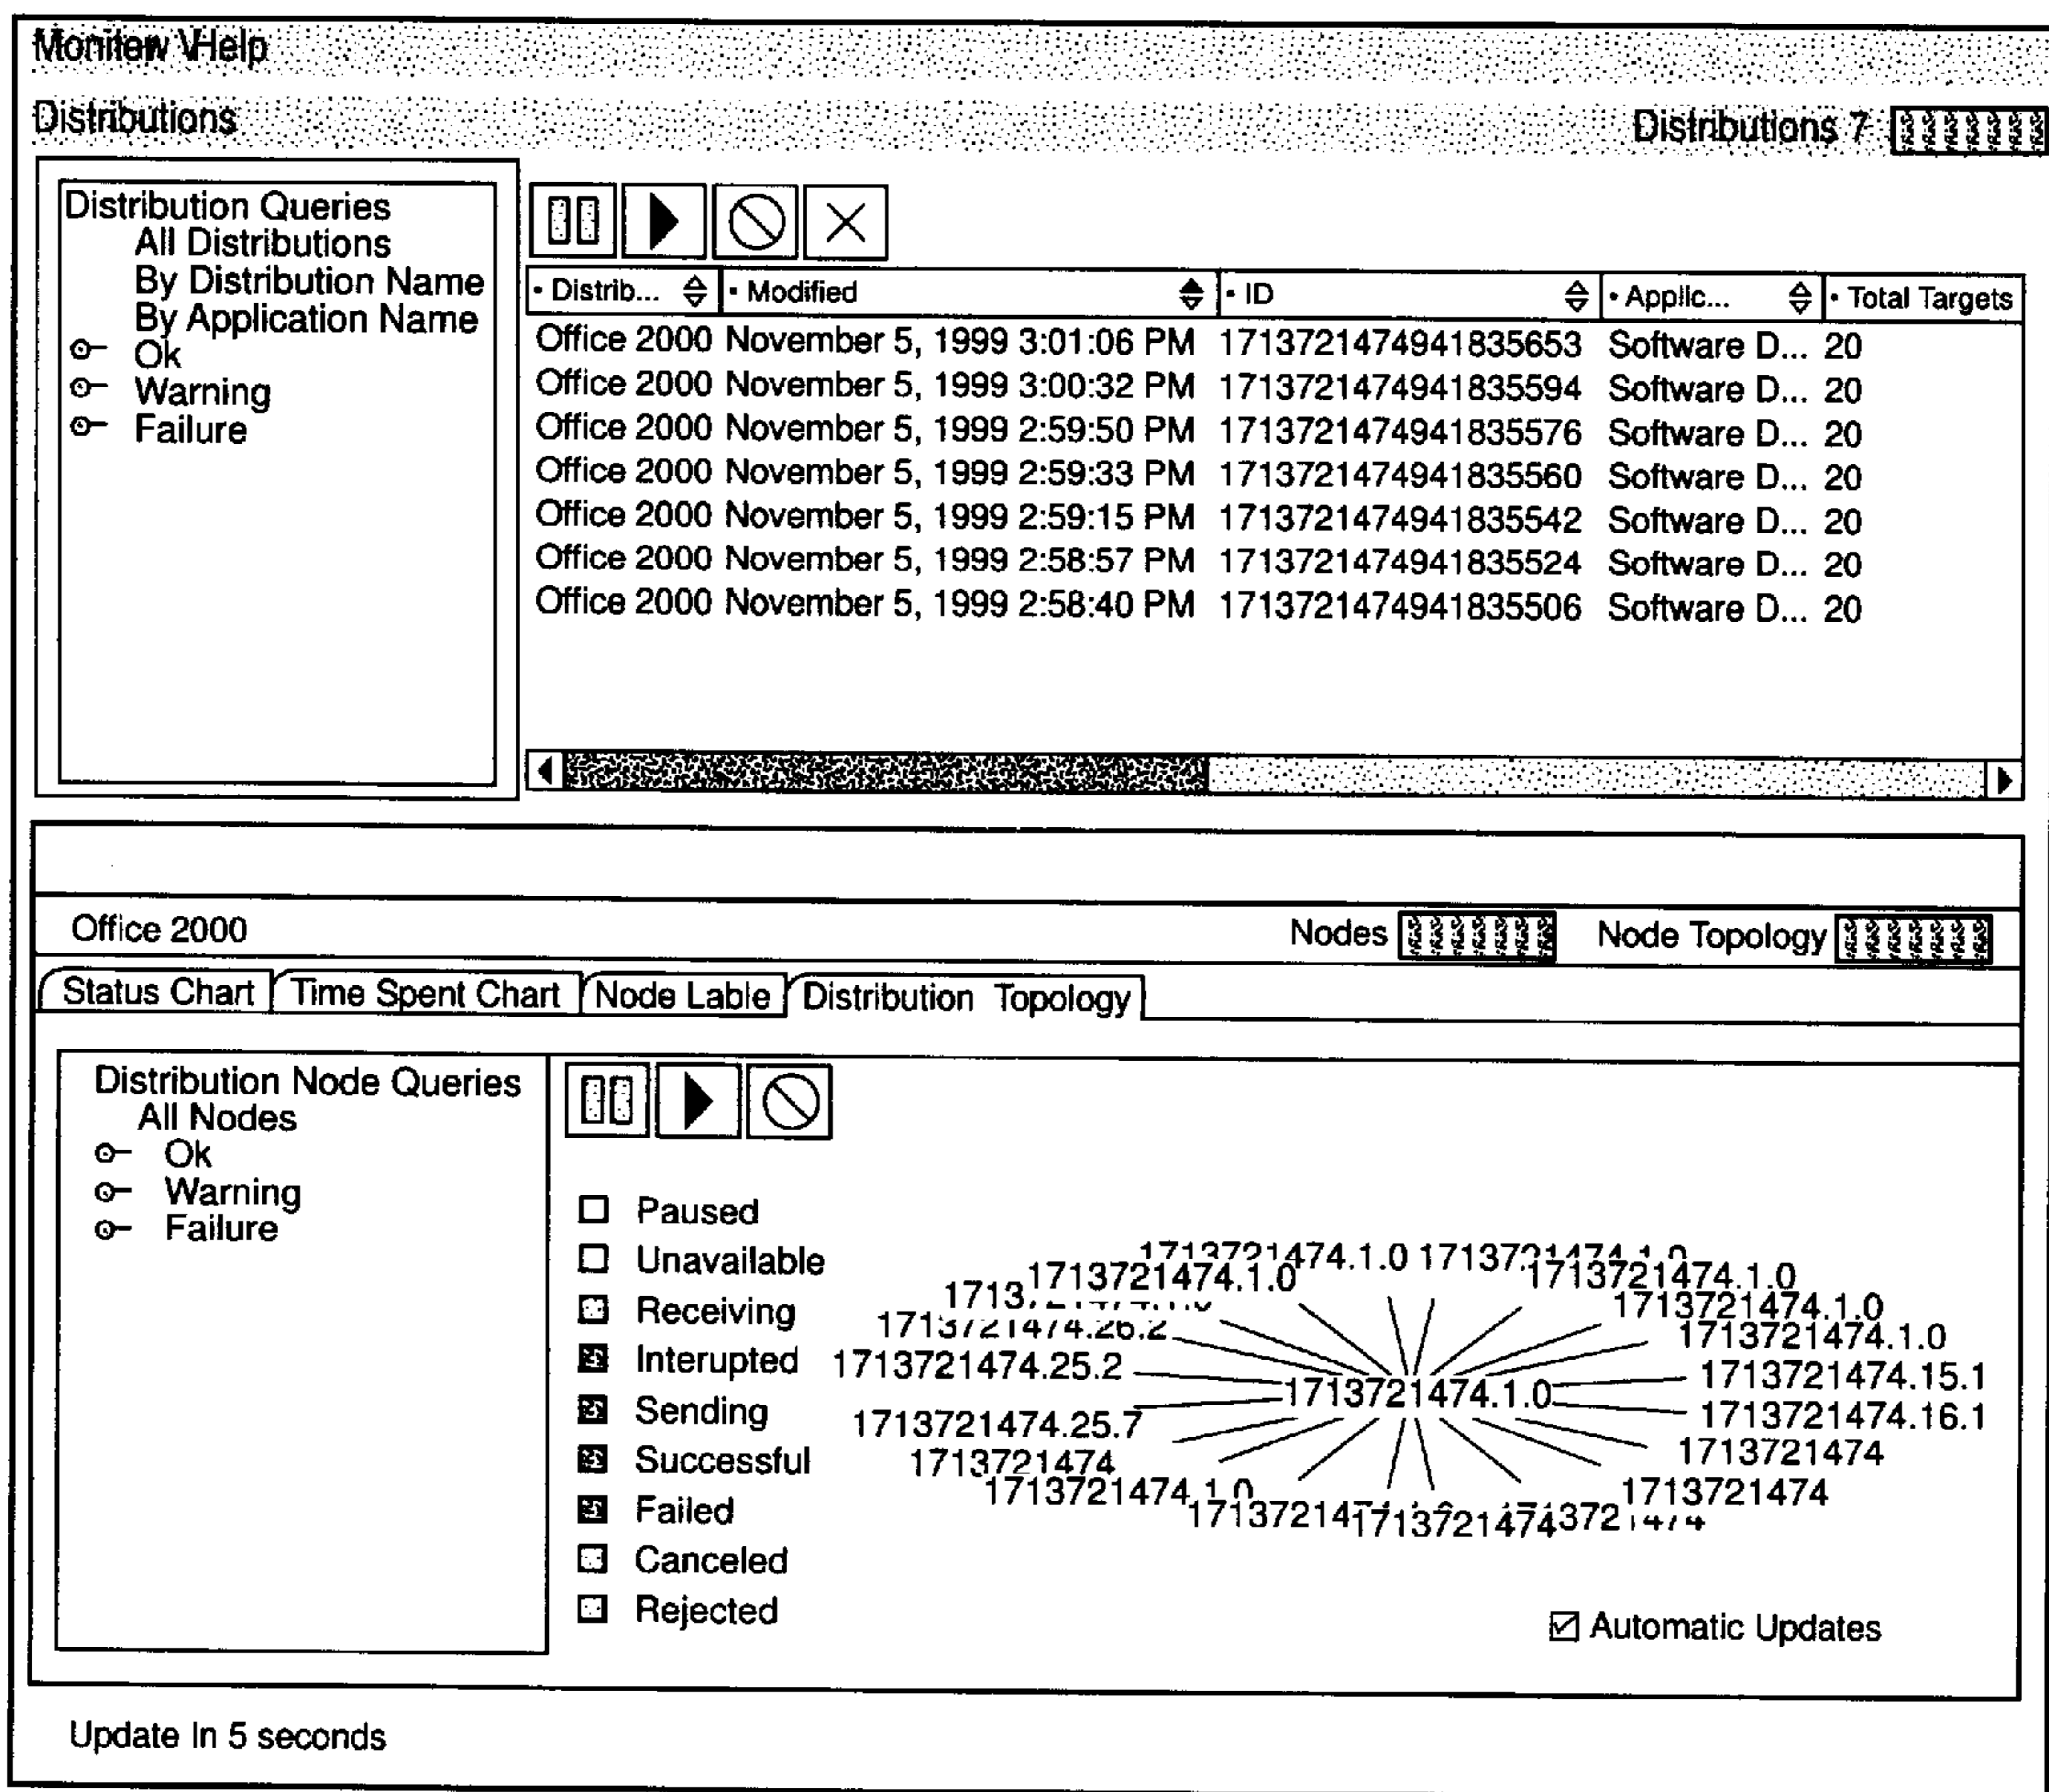 Help
Distributions Distributions 7
Distribution Queries
All Distributions
By Distribution Name
By Application Name
Ok
Warning
Failure
• Distrib... • Modified • ID • Applic... • Total Targets
Office 2000 November 5, 1999 3:01:06 PM 1713721474941835653 Software D... 20
Office 2000 November 5, 1999 3:00:32 PM 1713721474941835594 Software D... 20
Office 2000 November 5, 1999 2:59:50 PM 1713721474941835576 Software D... 20
Office 2000 November 5, 1999 2:59:33 PM 1713721474941835560 Software D... 20
Office 2000 November 5, 1999 2:59:15 PM 1713721474941835542 Software D... 20
Office 2000 November 5, 1999 2:58:57 PM 1713721474941835524 Software D... 20
Office 2000 November 5, 1999 2:58:40 PM 1713721474941835506 Software D... 20
Office 2000 Nodes Node Topology
Status Chart Time Spent Chart Node Lable Distribution Topology
Distribution Node Queries
All Nodes
Ok
Warning
Failure
Paused
Unavailable
Receiving
Interupted
Sending
Successful
Failed
Canceled
Rejected
1713721474.1.0
1713721474.1.0
1713721474.1.0
1713721474.1.0
1713721474.1.0
1713721474.26.2
1713721474.25.2
1713721474.15.1
1713721474.1.0
1713721474.16.1
1713721474.25.7
1713721474
1713721474
1713721474.1.0
1713721474
1713721474
Automatic Updates
Update In 5 seconds